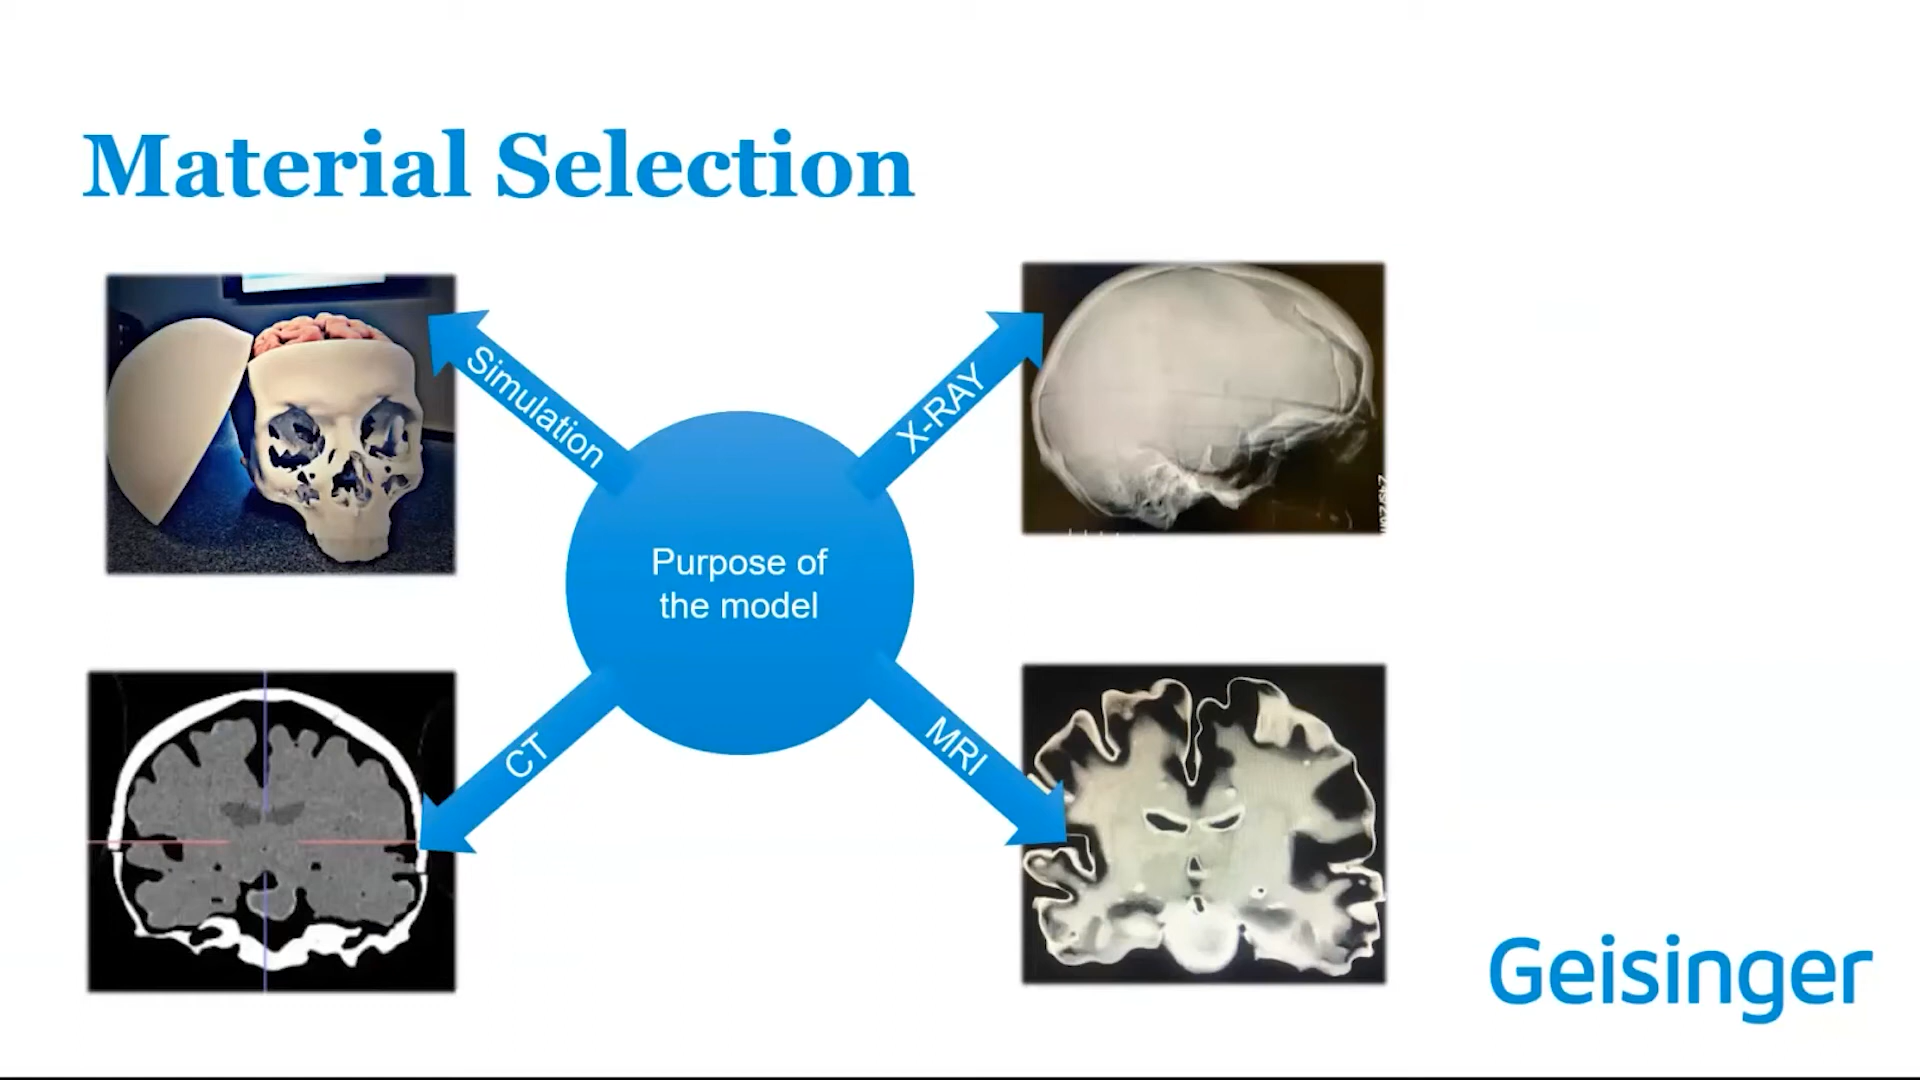 Material Selection
Simulation
X-RAY
Purpose of
the model
CT
MRI
Geisinger